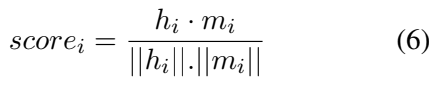 score_i = \frac{h_i \cdot m_i}{||h_i||.||m_i||} (6)